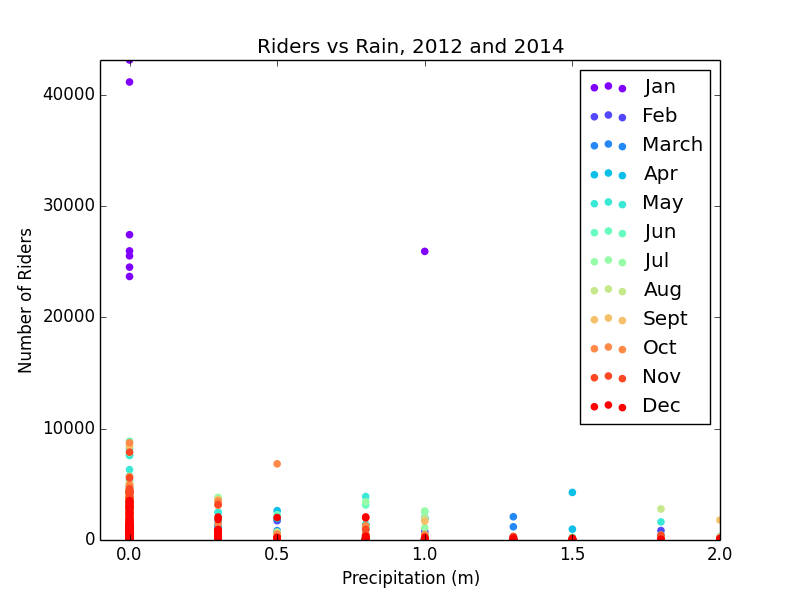 Riders vs Rain, 2012 and 2014
Number of Riders
40000
30000
20000
10000
0
0.0 0.5 1.0 1.5 2.0
Precipitation (m)
Jan
Feb
March
Apr
May
Jun
Jul
Aug
Sept
Oct
Nov
Dec